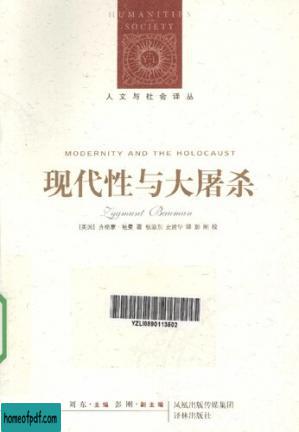 HUMANITIES
AND
SOCIETY
人文与社会译丛
MODERNITY AND THE HOLOCAUST
现代性与大屠杀
Zygmunt Bauman
[英国] 齐格蒙·鲍曼 著 杨渝东 史建华 译 彭刚 校
YZLI0890113502
刘东·主编 彭刚·副主编
凤凰出版传媒集团
译林出版社
homeofpdf.com